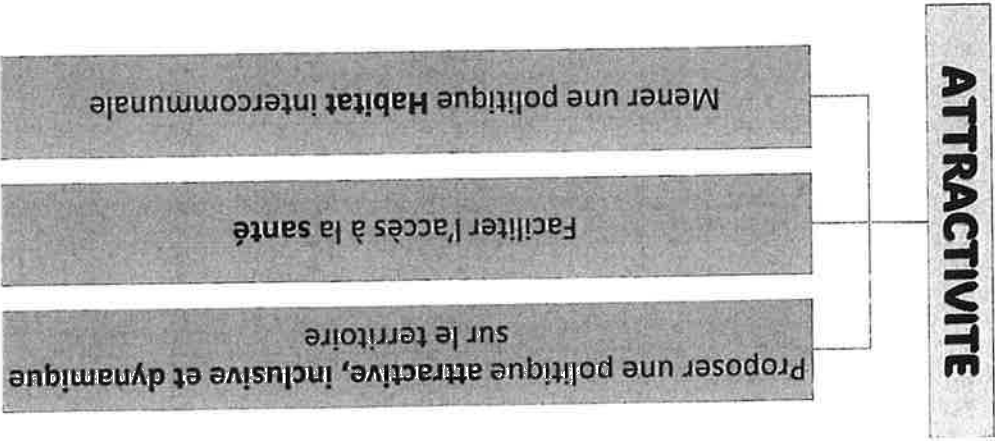 ATTRACTIVITE
Proposer une politique attractive, inclusive et dynamique
sur le territoire
Faciliter l'accès à la santé
Mener une politique Habitat intercommunale